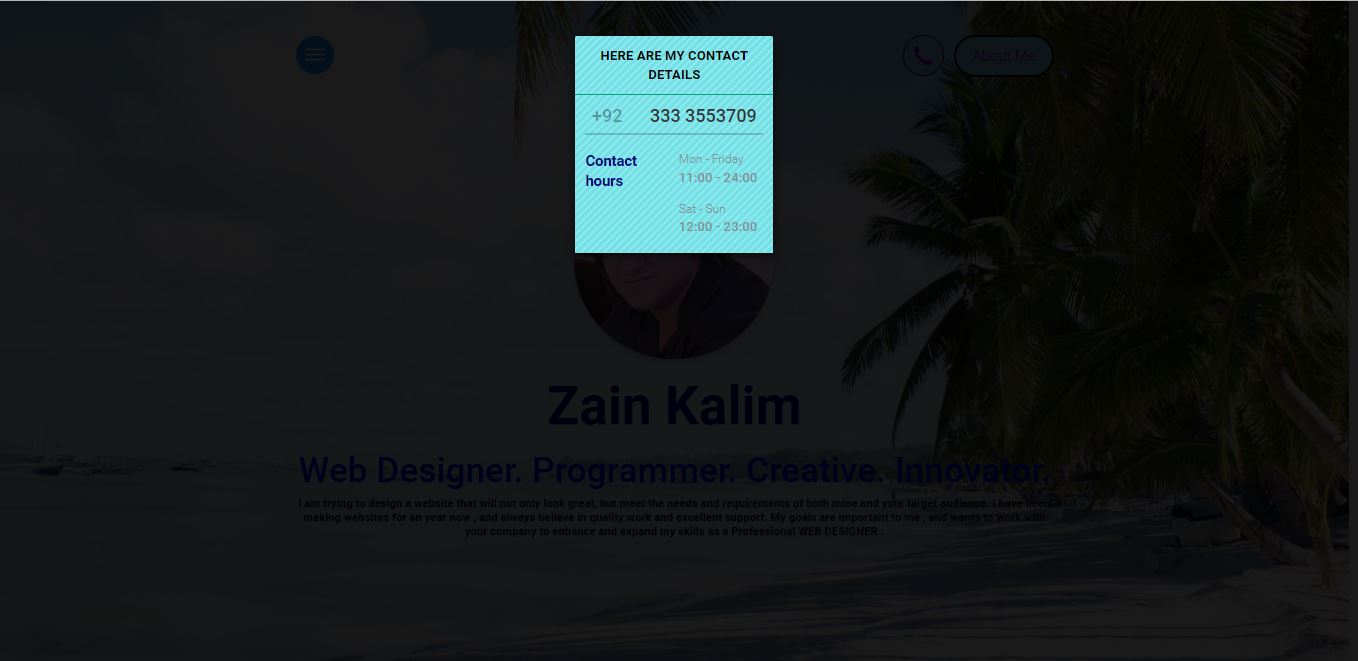 About Me
HERE ARE MY CONTACT
DETAILS
+92 333 3553709
Contact
hours
Mon - Friday
11:00 - 24:00
Sat - Sun
12:00 - 23:00
Zain Kalim
Web Designer. Programmer. Creative. Innovator.
I am trying to design a website that will not only look great, but meet the needs and requirements of both mine and your target audience. I have been
making websites for an year now , and always believe in quality work and excellent support. My goals are important to me , and wants to work with
your company to enhance and expand my skills as a Professional WEB DESIGNER .